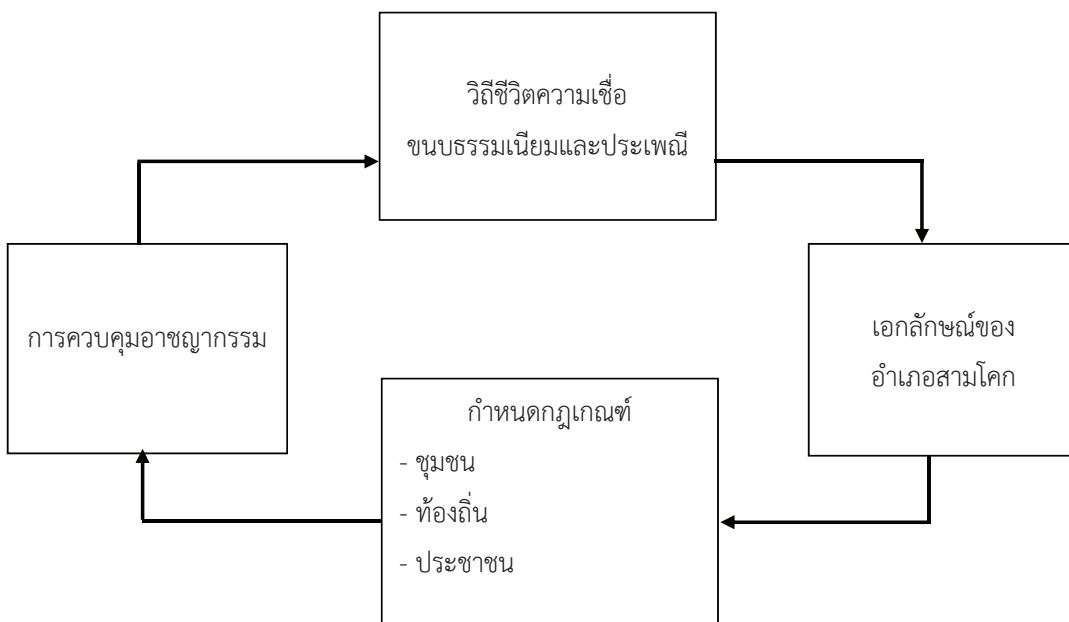 วิถีชีวิตความเชื่อ
ขนบธรรมเนียมและประเพณี
การควบคุมอาชญากรรม
เอกลักษณ์ของ
อำเภอสามโคก
กำหนดกฎเกณฑ์
- ชุมชน
- ท้องถิ่น
- ประชาชน